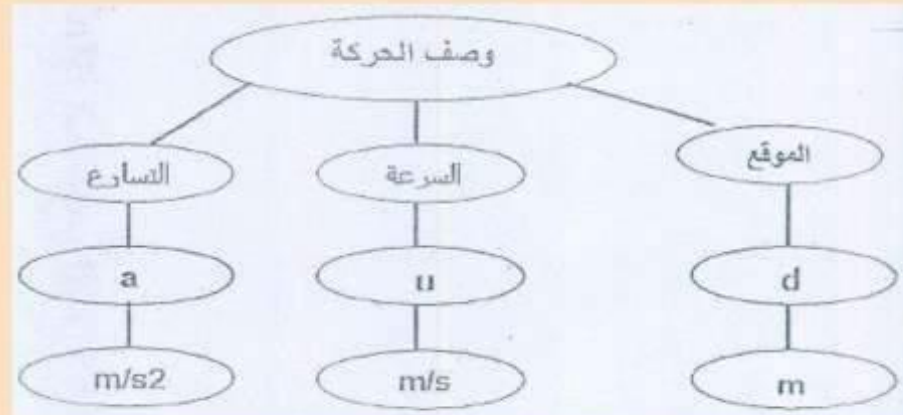 وصف الحركة
الموقع
السرعة
التسارع
d
u
a
m
m/s
m/s2